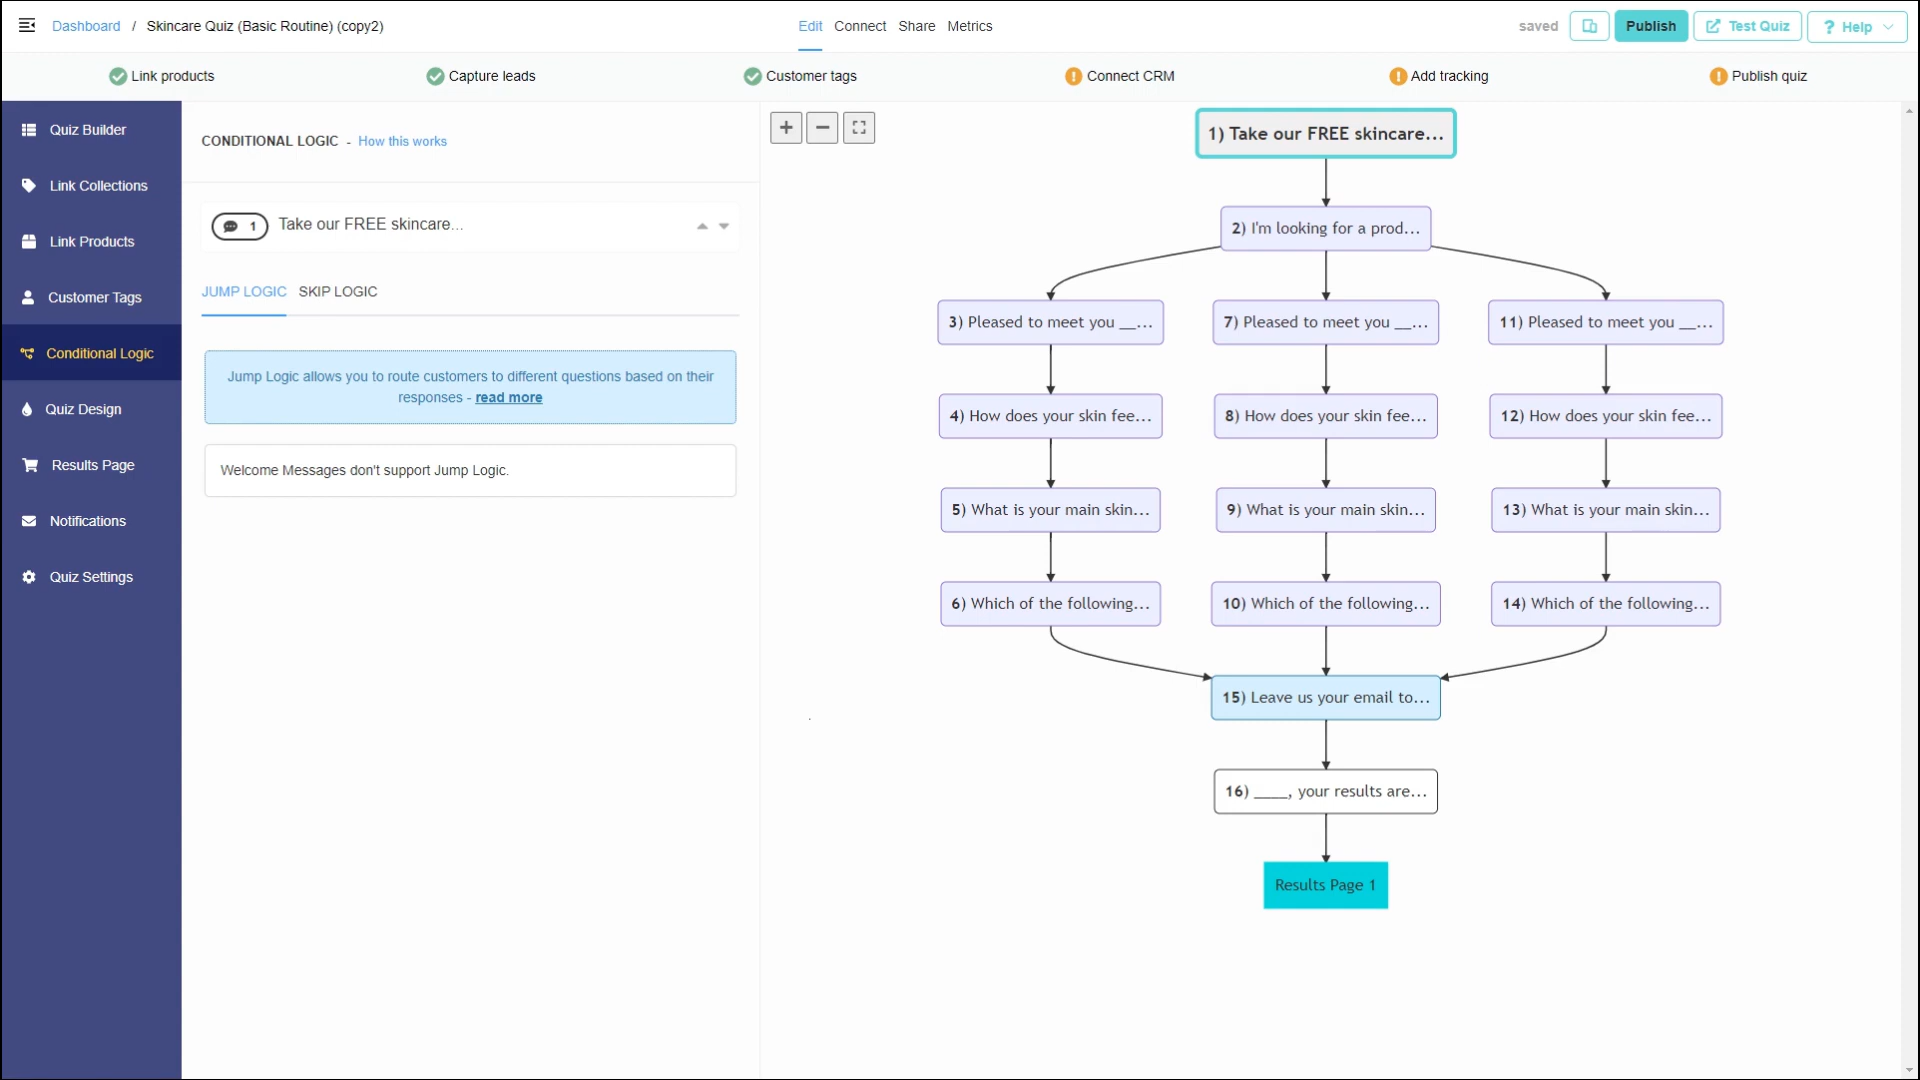 Dashboard / Skincare Quiz (Basic Routine) (copy2)
Edit Connect Share Metrics
saved Publish Test Quiz ? Help
Link products Capture leads Customer tags Connect CRM Add tracking Publish quiz
Quiz Builder
Link Collections
Link Products
Customer Tags
Conditional Logic
Quiz Design
Results Page
Notifications
Quiz Settings
CONDITIONAL LOGIC - How this works
1 Take our FREE skincare...
JUMP LOGIC SKIP LOGIC
Jump Logic allows you to route customers to different questions based on their
responses - read more
Welcome Messages don't support Jump Logic.
1) Take our FREE skincare...
2) I'm looking for a prod...
3) Pleased to meet you __... 7) Pleased to meet you __... 11) Pleased to meet you __...
4) How does your skin fee... 8) How does your skin fee... 12) How does your skin fee...
5) What is your main skin... 9) What is your main skin... 13) What is your main skin...
6) Which of the following... 10) Which of the following... 14) Which of the following...
15) Leave us your email to...
16) ____, your results are...
Results Page 1